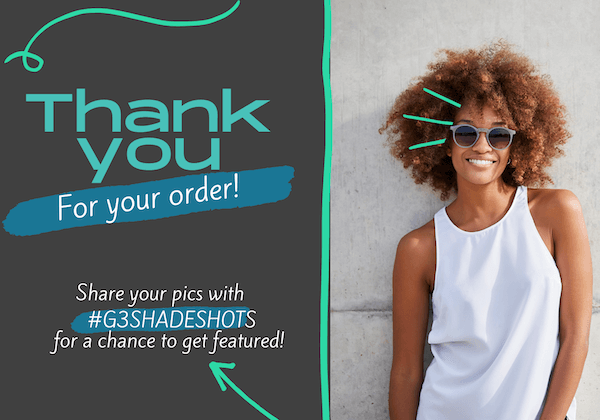 Thank
you
For your order!
Share your pics with
#G3SHADESHOTS
for a chance to get featured!